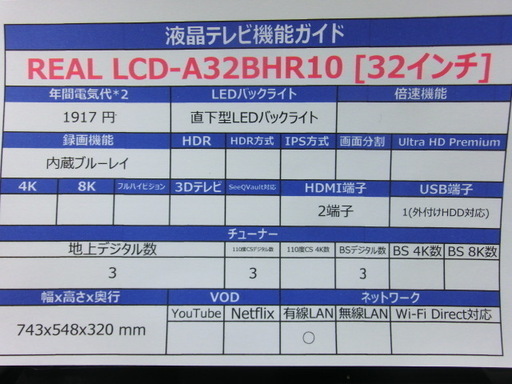 液晶テレビ機能ガイド
REAL LCD-A32BHR10 [32インチ]
年間電気代*2 LEDバックライト 倍速機能
1917 円 直下型LEDバックライト
録画機能 HDR HDR方式 IPS方式 画面分割 Ultra HD Premium
内蔵ブルーレイ
4K 8K フルハイビジョン 3Dテレビ SeeQVault対応 HDMI端子 USB端子
2端子 1(外付けHDD対応)
チューナー
地上デジタル数 110度CSデジタル数 110度CS 4K数 BSデジタル数 BS 4K数 BS 8K数
3 3 3
幅x高さx奥行 VOD ネットワーク
YouTube Netflix 有線LAN 無線LAN Wi-Fi Direct対応
743x548x320 mm ○